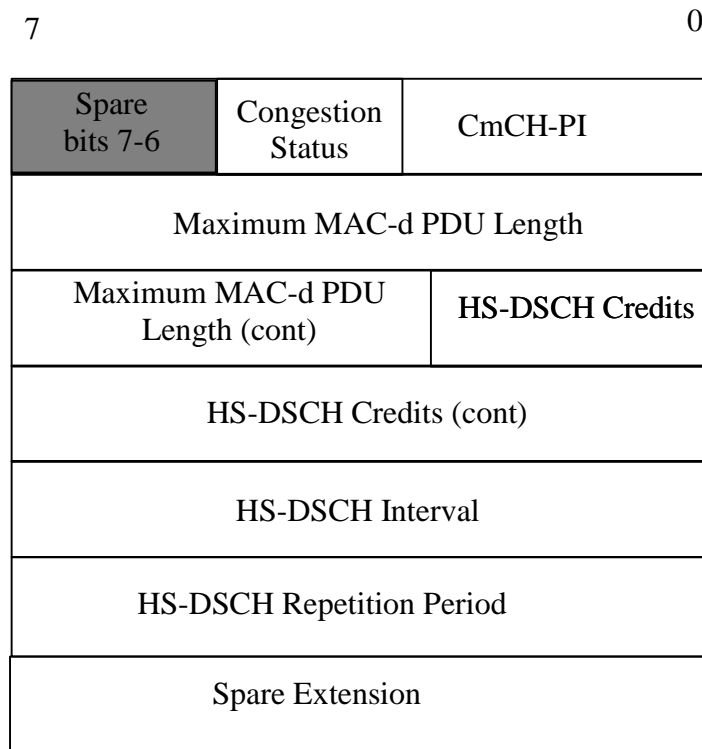 7 0
Spare
bits 7-6
Congestion
Status
CmCH-PI
Maximum MAC-d PDU Length
Maximum MAC-d PDU
Length (cont)
HS-DSCH Credits
HS-DSCH Credits (cont)
HS-DSCH Interval
HS-DSCH Repetition Period
Spare Extension